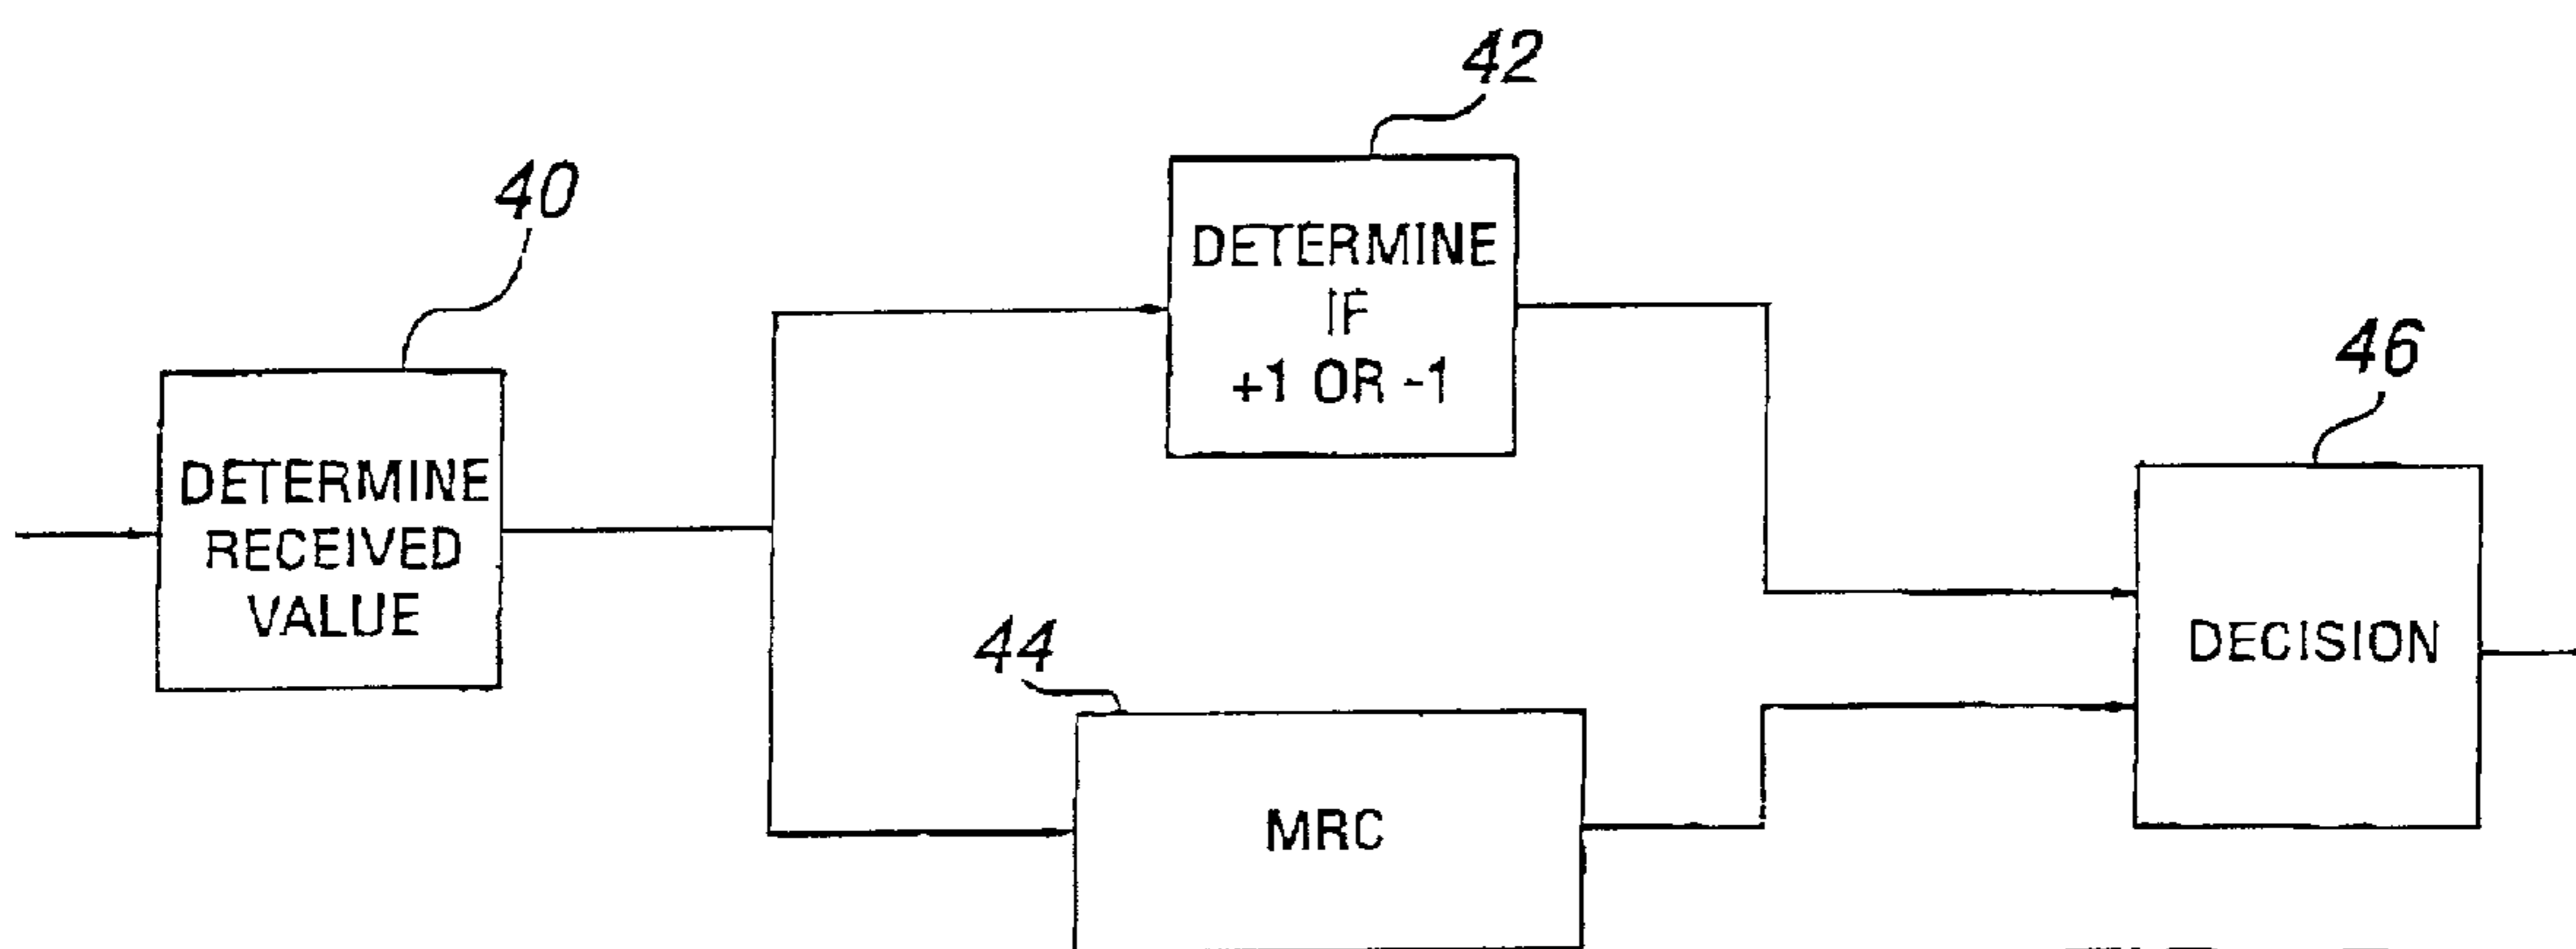 42
40
DETERMINE
IF
+1 OR -1
46
DETERMINE
RECEIVED
VALUE
44
DECISION
MRC